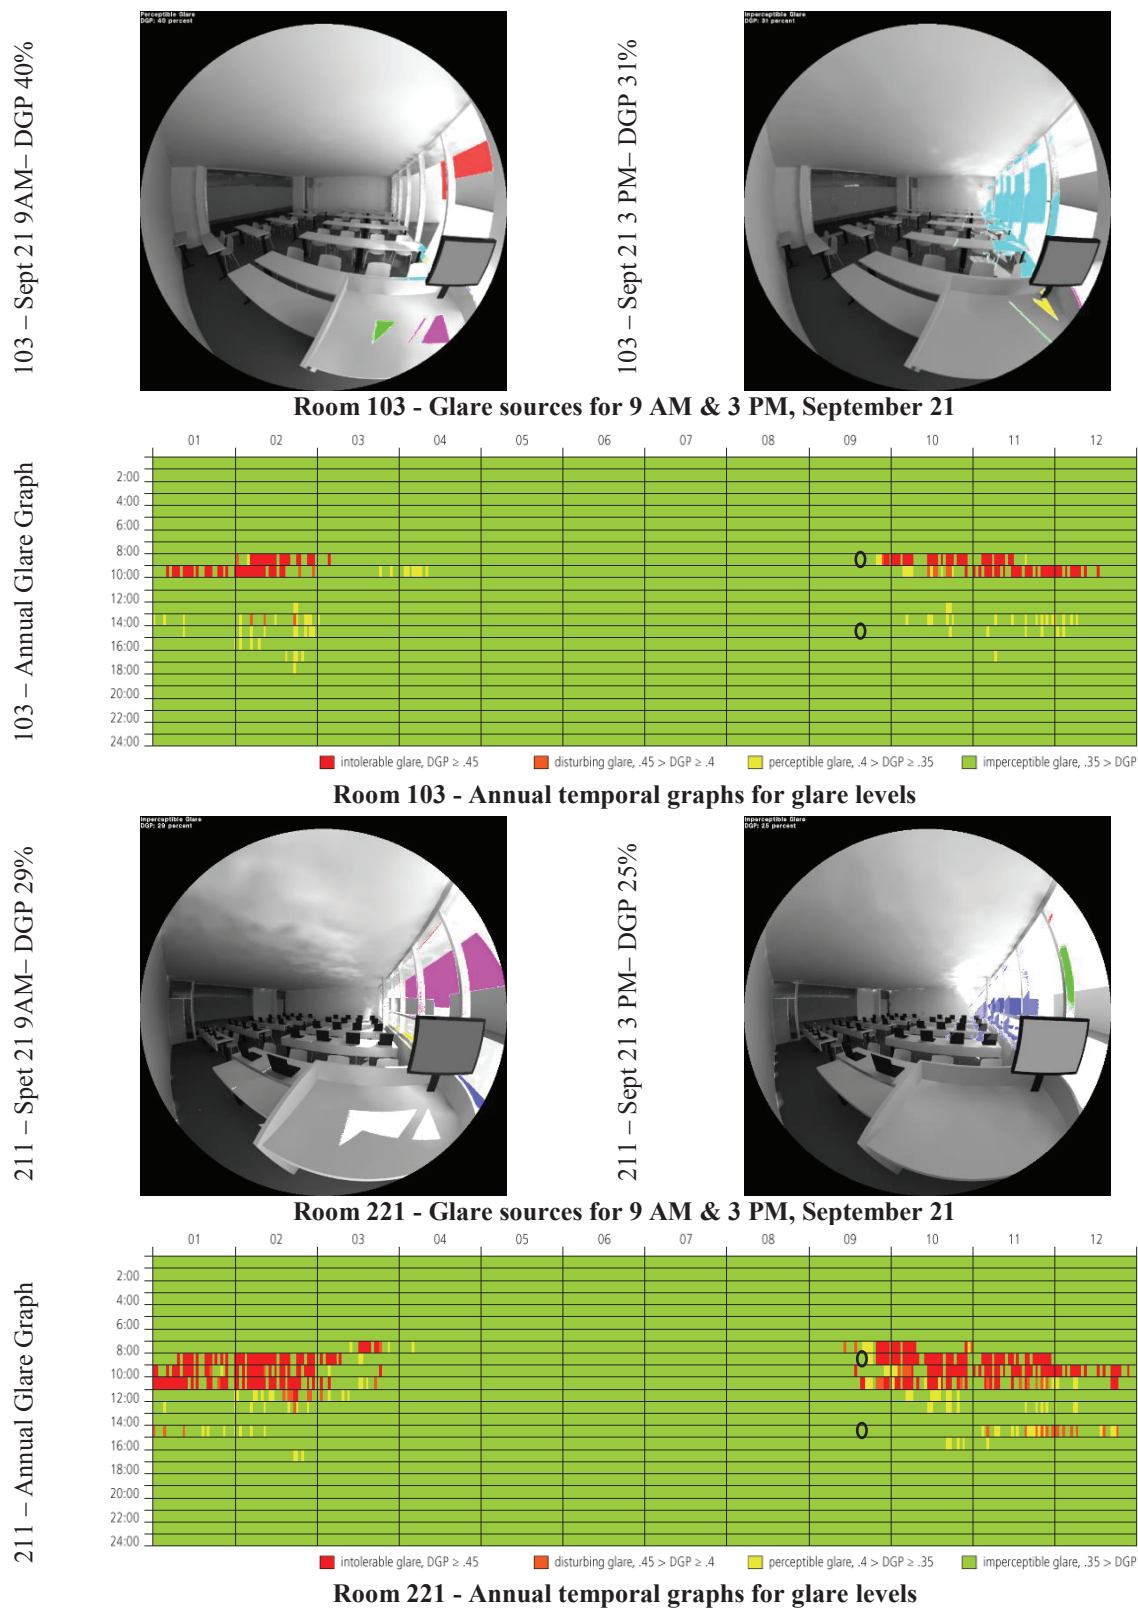 103 – Sept 21 9AM– DGP 40%
Perceptible Glare
DGP: 40 percent
103 – Sept 21 3 PM– DGP 31%
Imperceptible Glare
DGP: 31 percent
Room 103 - Glare sources for 9 AM & 3 PM, September 21
103 – Annual Glare Graph
01 02 03 04 05 06 07 08 09 10 11 12
2:00
4:00
6:00
8:00
10:00
12:00
14:00
16:00
18:00
20:00
22:00
24:00
intolerable glare, DGP ≥ .45 disturbing glare, .45 > DGP ≥ .4 perceptible glare, .4 > DGP ≥ .35 imperceptible glare, .35 > DGP
Room 103 - Annual temporal graphs for glare levels
211 – Spet 21 9AM– DGP 29%
Imperceptible Glare
DGP: 29 percent
211 – Sept 21 3 PM– DGP 25%
Imperceptible Glare
DGP: 25 percent
Room 221 - Glare sources for 9 AM & 3 PM, September 21
211 – Annual Glare Graph
01 02 03 04 05 06 07 08 09 10 11 12
2:00
4:00
6:00
8:00
10:00
12:00
14:00
16:00
18:00
20:00
22:00
24:00
intolerable glare, DGP ≥ .45 disturbing glare, .45 > DGP ≥ .4 perceptible glare, .4 > DGP ≥ .35 imperceptible glare, .35 > DGP
Room 221 - Annual temporal graphs for glare levels